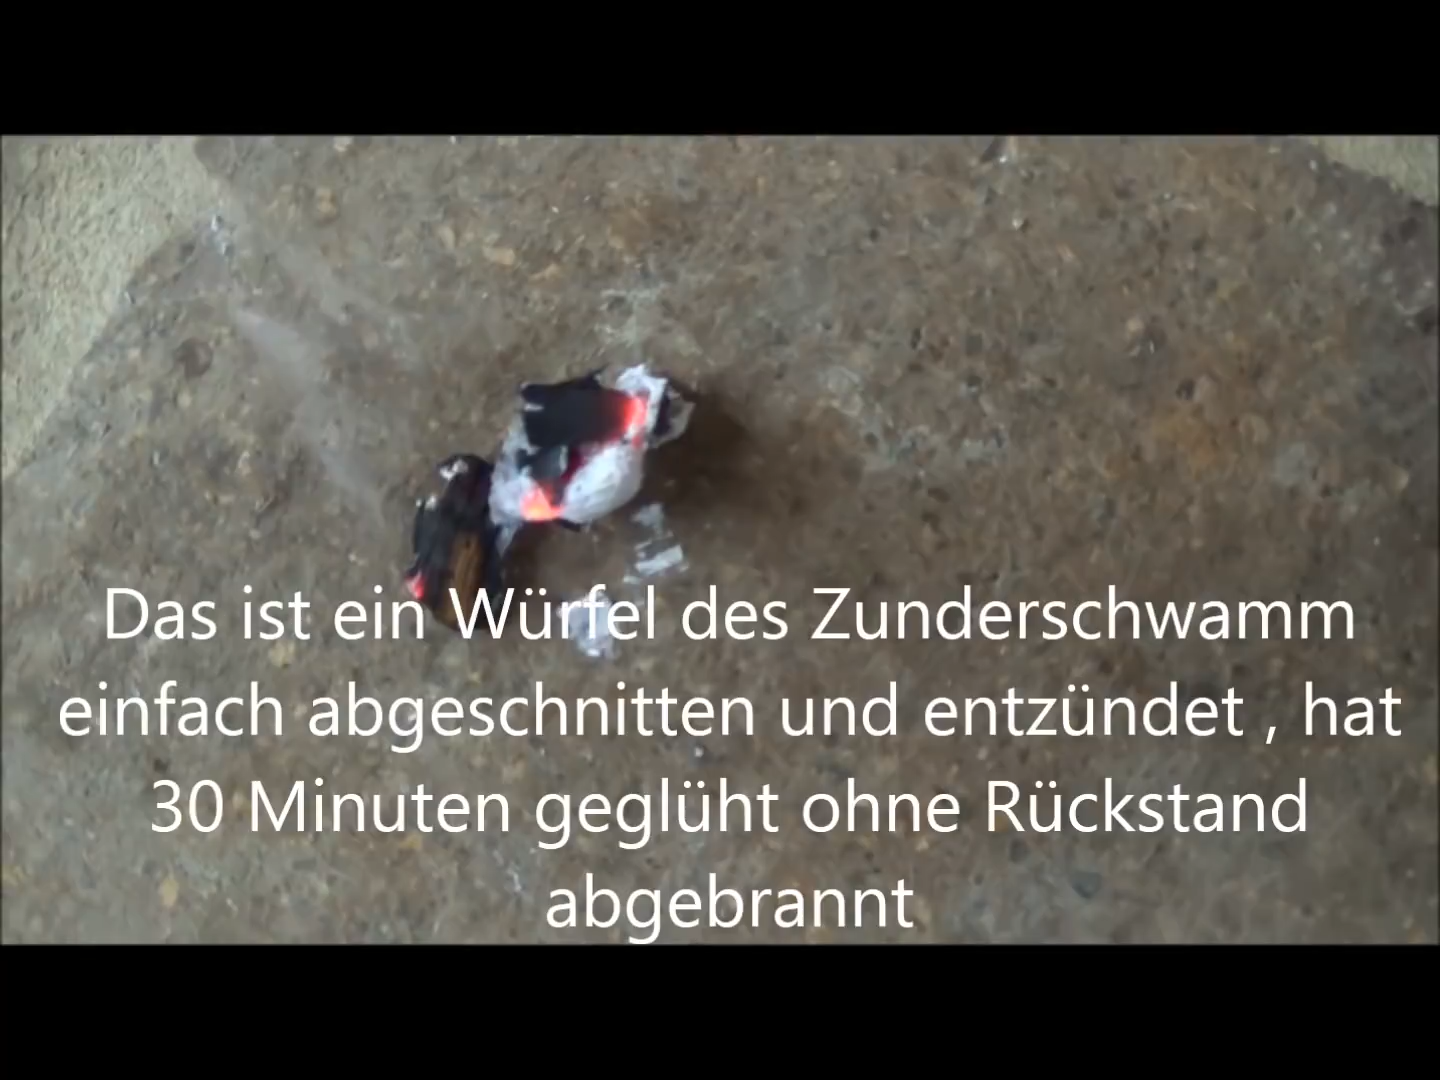 Das ist ein Würfel des Zunderschwamm
einfach abgeschnitten und entzündet , hat
30 Minuten geglüht ohne Rückstand
abgebrannt